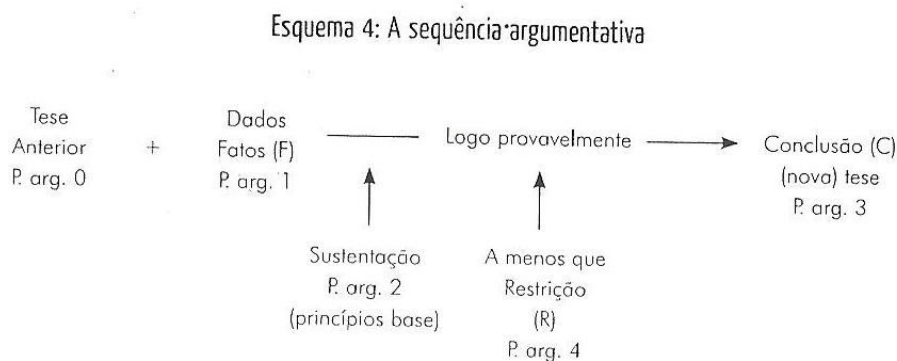 Esquema 4: A sequência argumentativa
Tese
Anterior
P. arg. 0
+
Dados
Fatos (F)
P. arg. 1
Logo provavelmente
Conclusão (C)
(nova) tese
P. arg. 3
Sustentação
P. arg. 2
(princípios base)
A menos que
Restrição
(R)
P. arg. 4